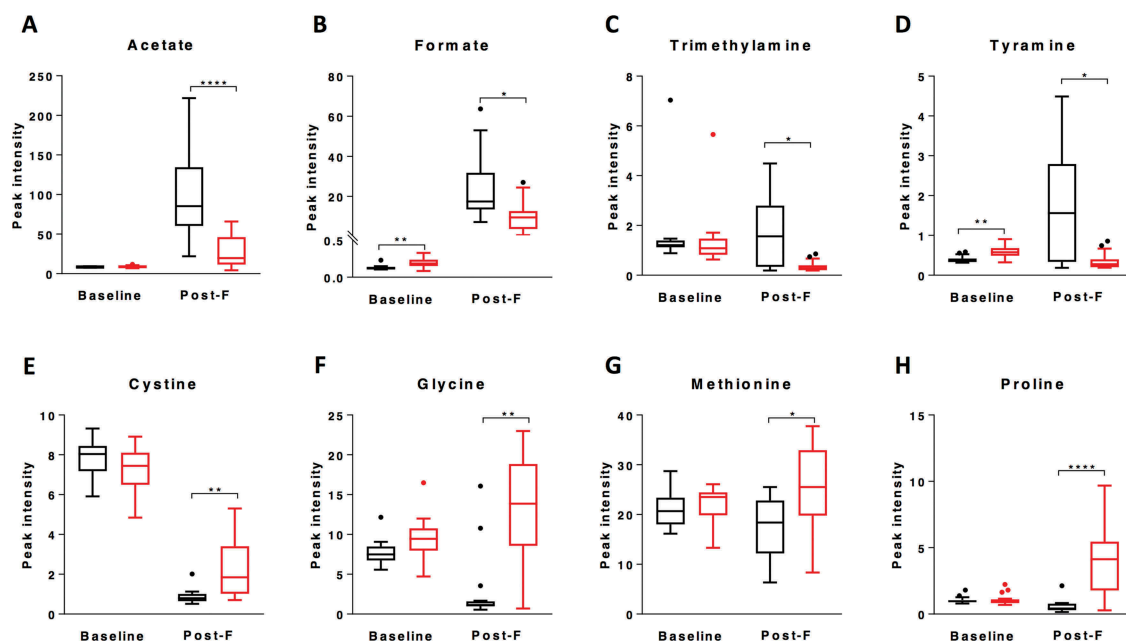 A
Acetate
Peak intensity
250
200
150
100
50
0
****
Baseline
Post-F
B
Formate
Peak intensity
60
40
20
0.5
0.0
**
*
Baseline
Post-F
C
Trimethylamine
Peak intensity
8
6
4
2
0
*
Baseline
Post-F
D
Tyramine
Peak intensity
5
4
3
2
1
0
**
*
Baseline
Post-F
E
Cystine
Peak intensity
10
8
6
4
2
0
**
Baseline
Post-F
F
Glycine
Peak intensity
25
20
15
10
5
0
**
Baseline
Post-F
G
Methionine
Peak intensity
40
30
20
10
0
*
Baseline
Post-F
H
Proline
Peak intensity
15
10
5
0
****
Baseline
Post-F